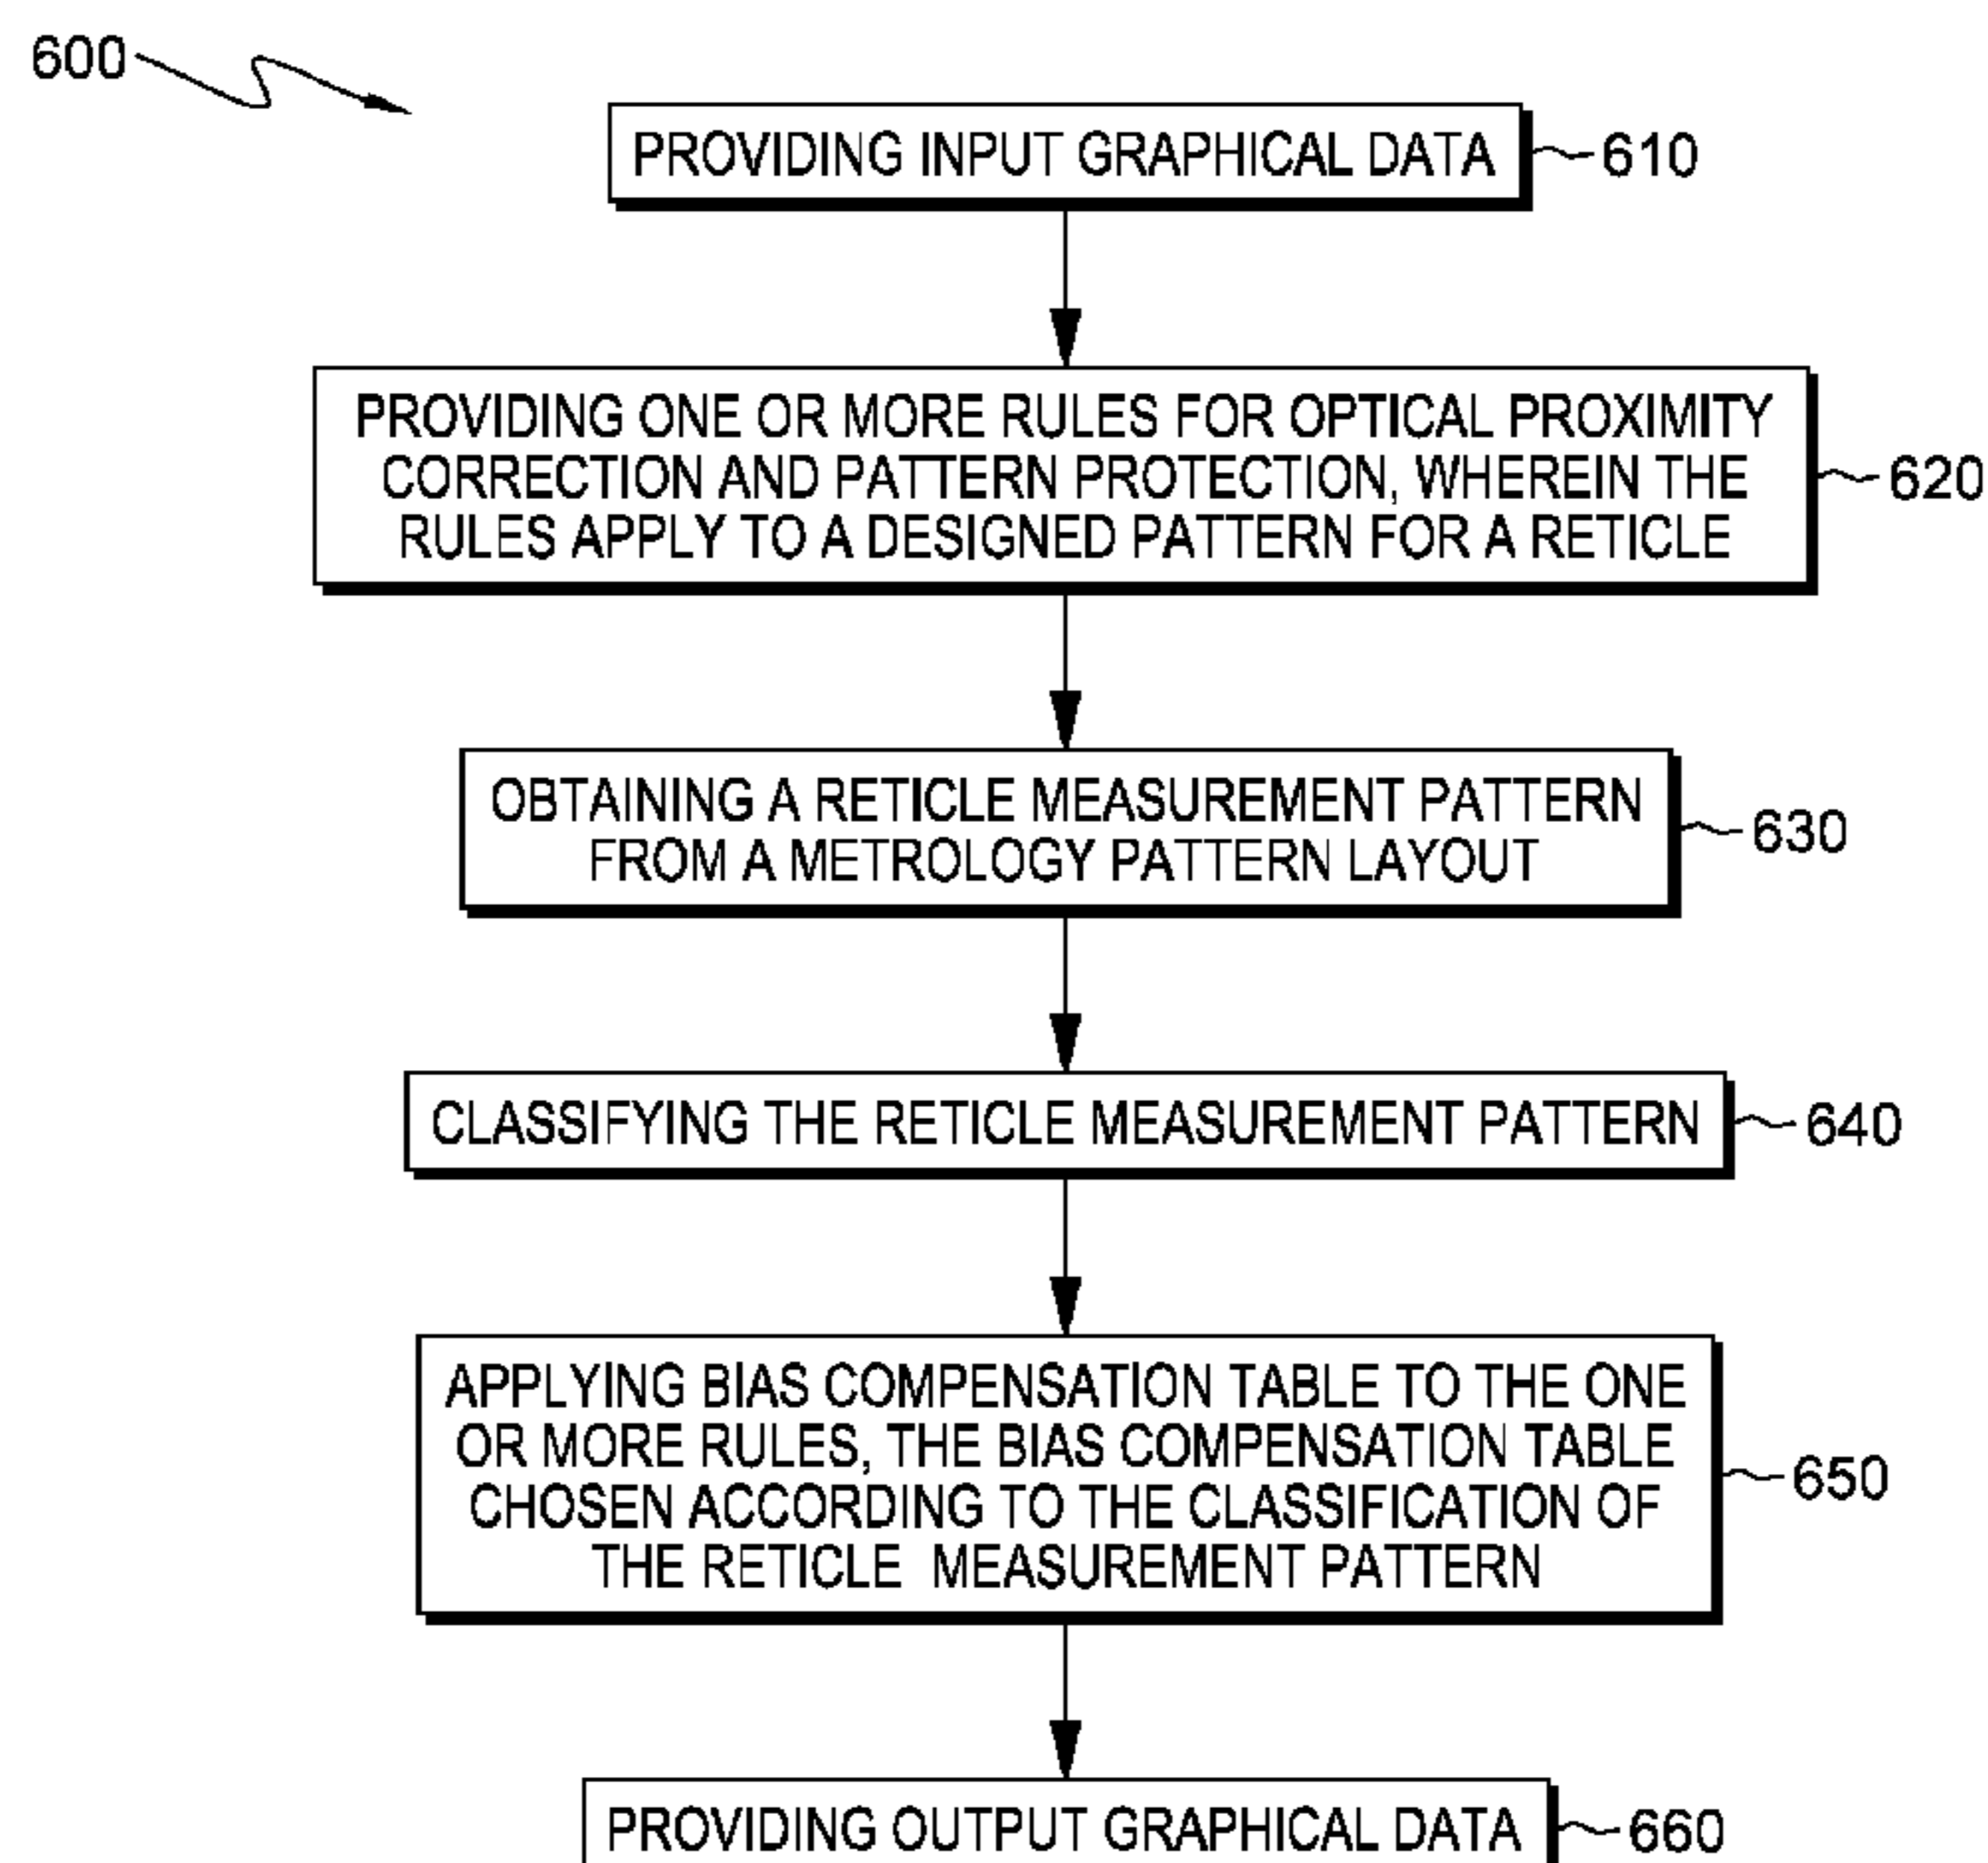 600
PROVIDING INPUT GRAPHICAL DATA
610
PROVIDING ONE OR MORE RULES FOR OPTICAL PROXIMITY
CORRECTION AND PATTERN PROTECTION, WHEREIN THE
RULES APPLY TO A DESIGNED PATTERN FOR A RETICLE
620
OBTAINING A RETICLE MEASUREMENT PATTERN
FROM A METROLOGY PATTERN LAYOUT
630
CLASSIFYING THE RETICLE MEASUREMENT PATTERN
640
APPLYING BIAS COMPENSATION TABLE TO THE ONE
OR MORE RULES, THE BIAS COMPENSATION TABLE
CHOSEN ACCORDING TO THE CLASSIFICATION OF
THE RETICLE MEASUREMENT PATTERN
650
PROVIDING OUTPUT GRAPHICAL DATA
660